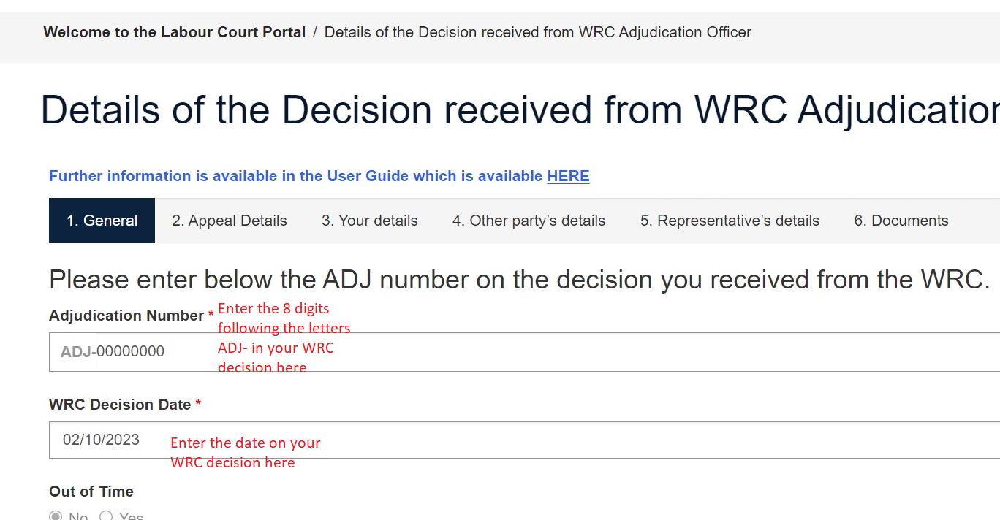 Welcome to the Labour Court Portal / Details of the Decision received from WRC Adjudication Officer
Details of the Decision received from WRC Adjudication
Further information is available in the User Guide which is available HERE
1. General 2. Appeal Details 3. Your details 4. Other party’s details 5. Representative’s details 6. Documents
Please enter below the ADJ number on the decision you received from the WRC.
Adjudication Number *
Enter the 8 digits
following the letters
ADJ- in your WRC
decision here
ADJ-00000000
WRC Decision Date *
02/10/2023
Enter the date on your
WRC decision here
Out of Time
No Yes